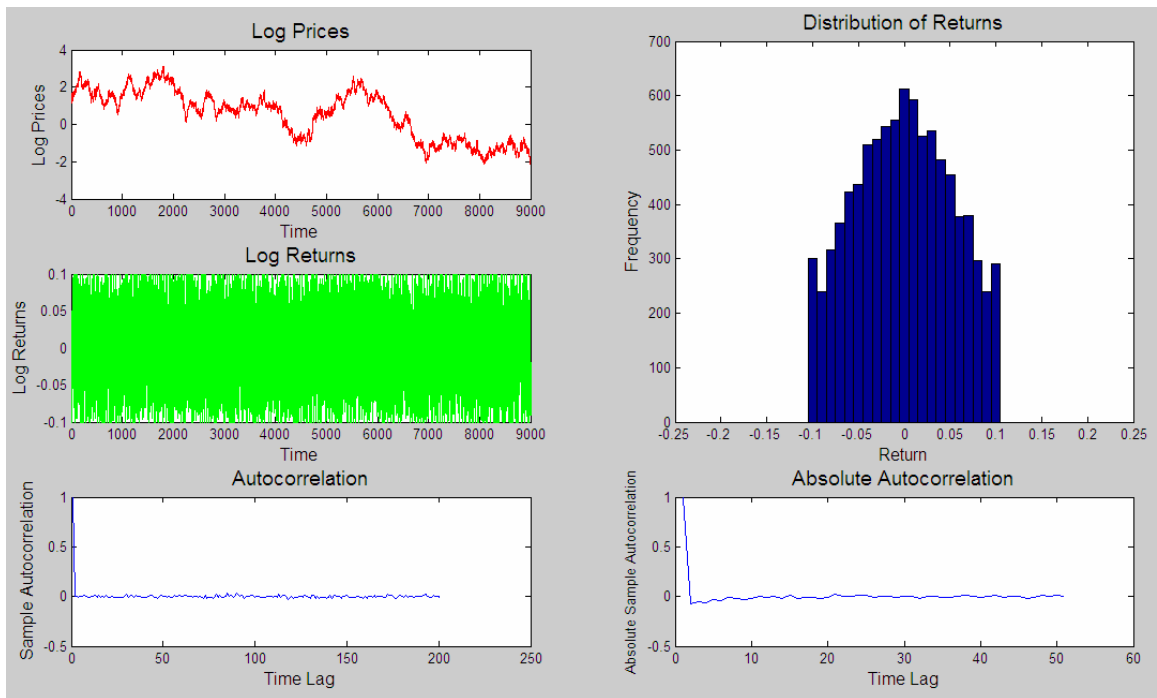 Log Prices
4
2
0
-2
-4
Log Prices
0 1000 2000 3000 4000 5000 6000 7000 8000 9000
Time
Log Returns
0.1
0.05
0
-0.05
-0.1
Log Returns
0 1000 2000 3000 4000 5000 6000 7000 8000 9000
Time
Autocorrelation
1
0.5
0
-0.5
Sample Autocorrelation
0 50 100 150 200 250
Time Lag
Distribution of Returns
700
600
500
400
300
200
100
0
Frequency
-0.25 -0.2 -0.15 -0.1 -0.05 0 0.05 0.1 0.15 0.2 0.25
Return
Absolute Autocorrelation
1
0.5
0
-0.5
Absolute Sample Autocorrelation
0 10 20 30 40 50 60
Time Lag